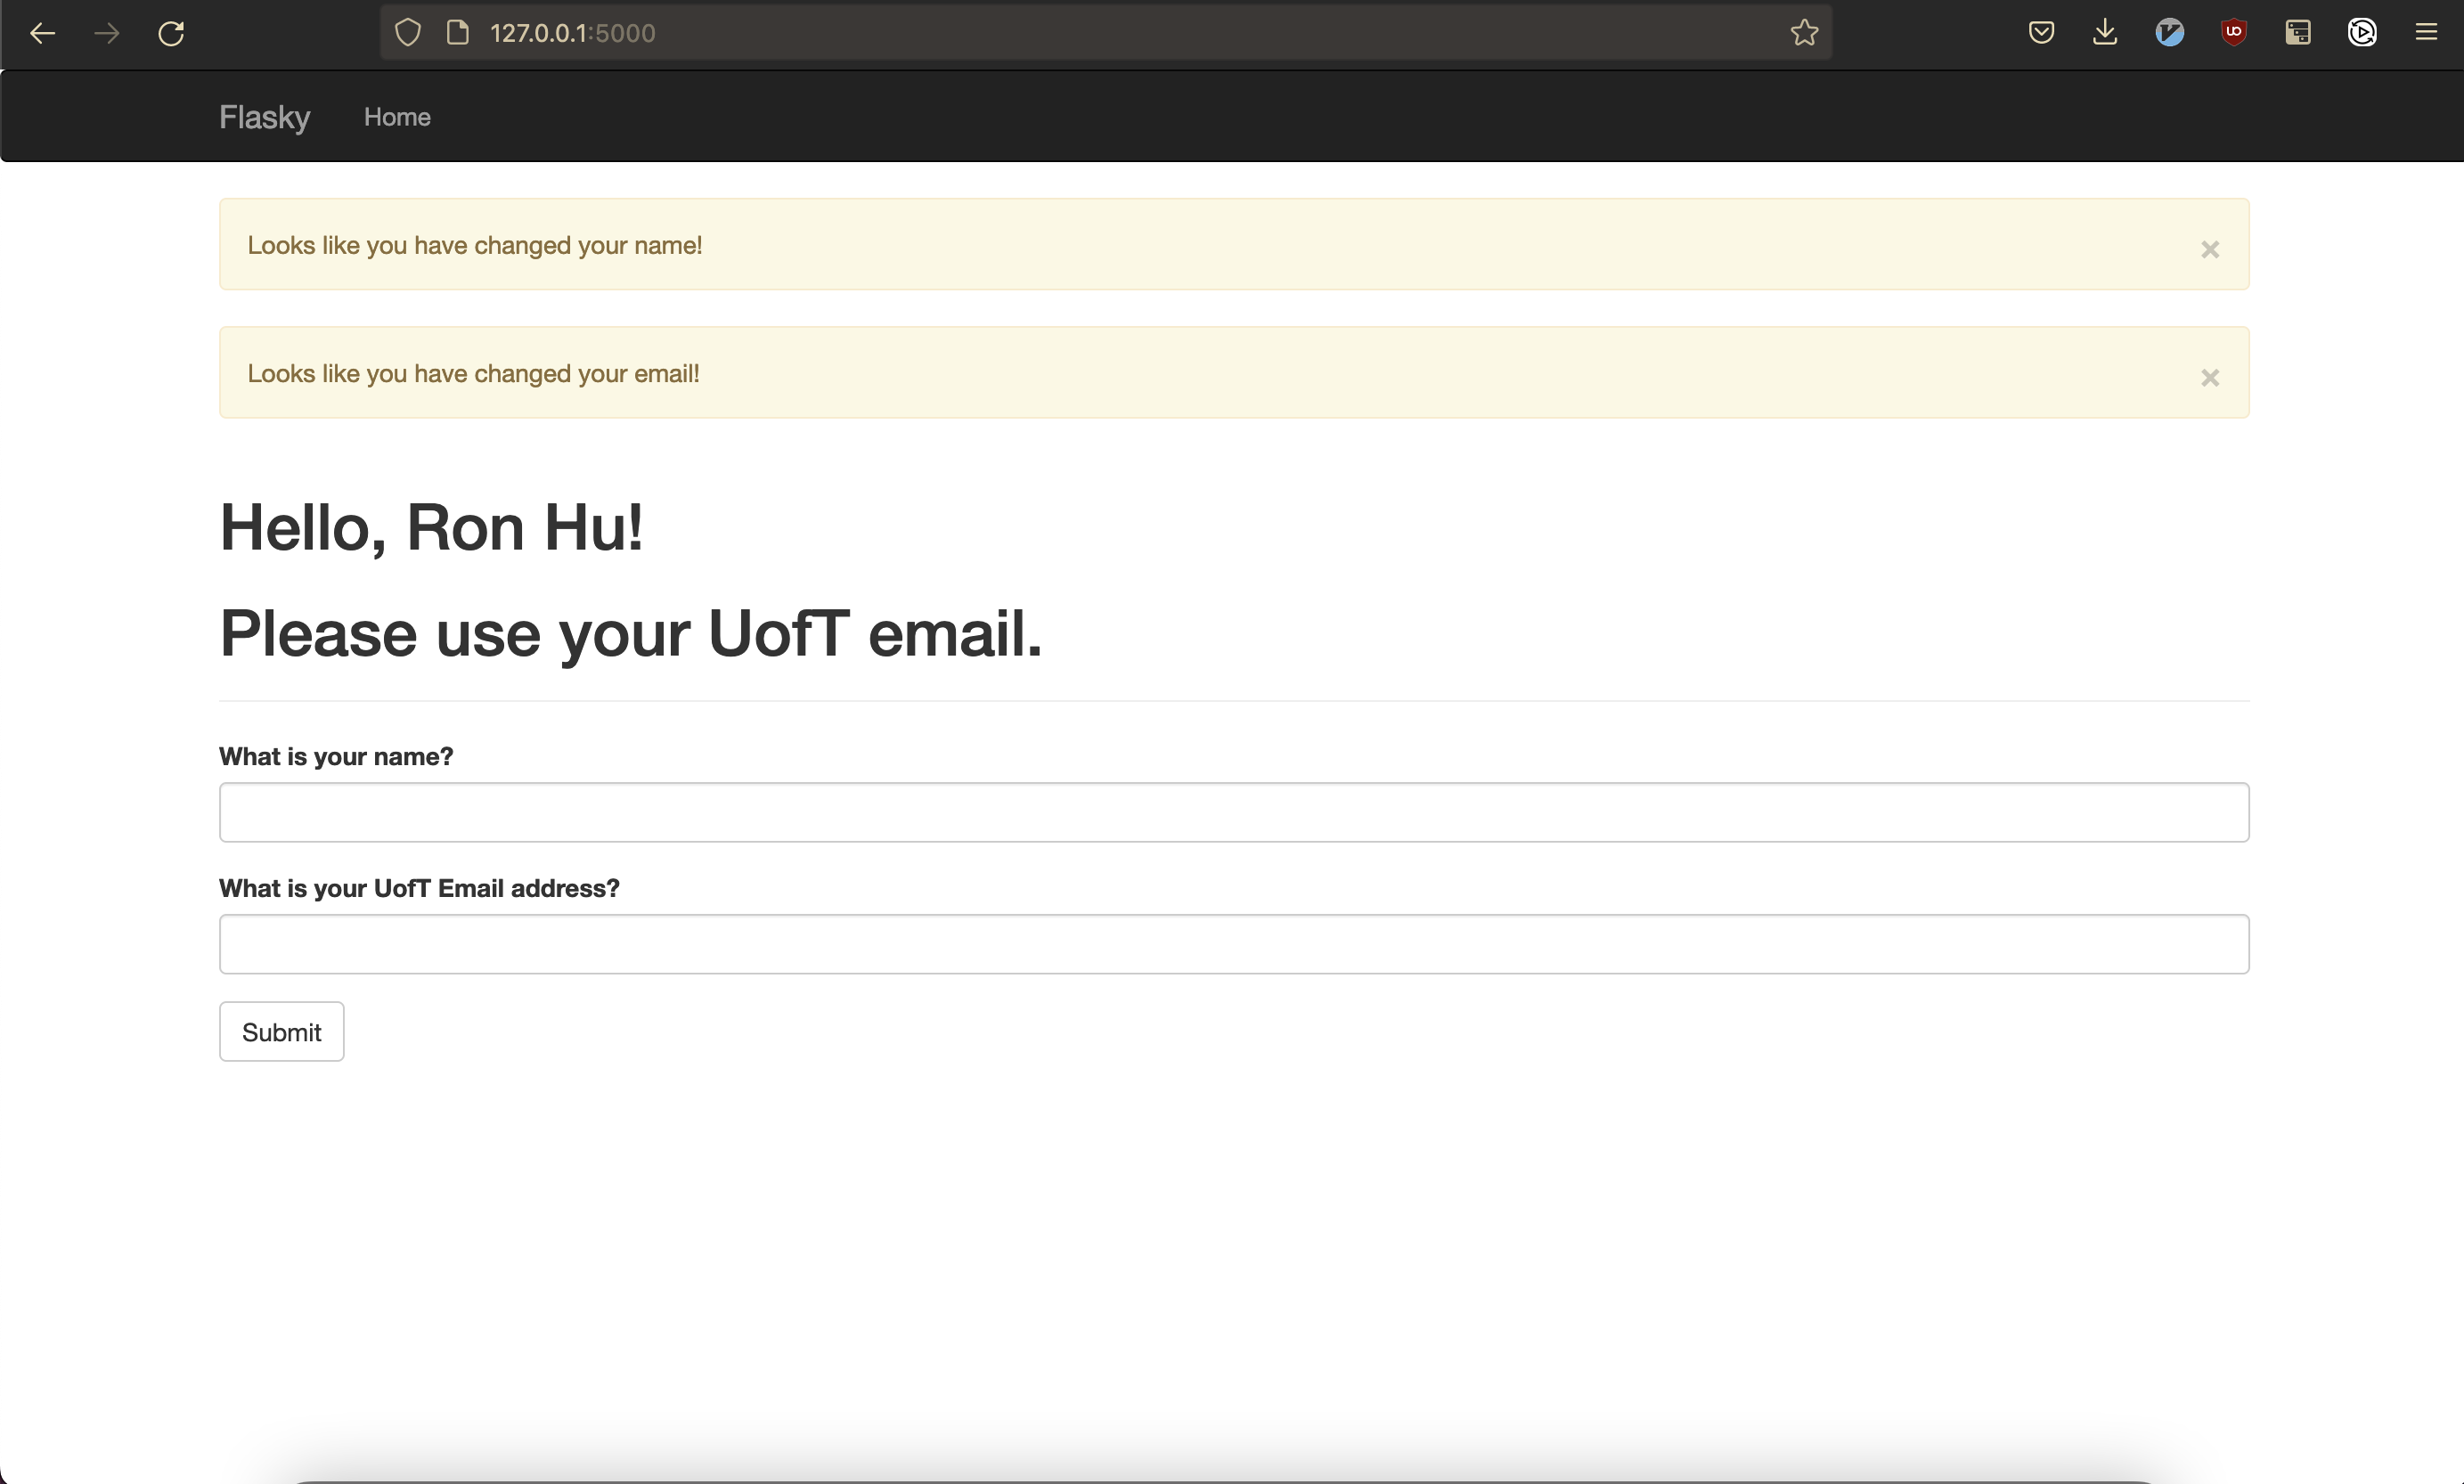 127.0.0.1:5000
Flasky Home
Looks like you have changed your name! ×
Looks like you have changed your email! ×
Hello, Ron Hu!
Please use your UofT email.
What is your name?
What is your UofT Email address?
Submit